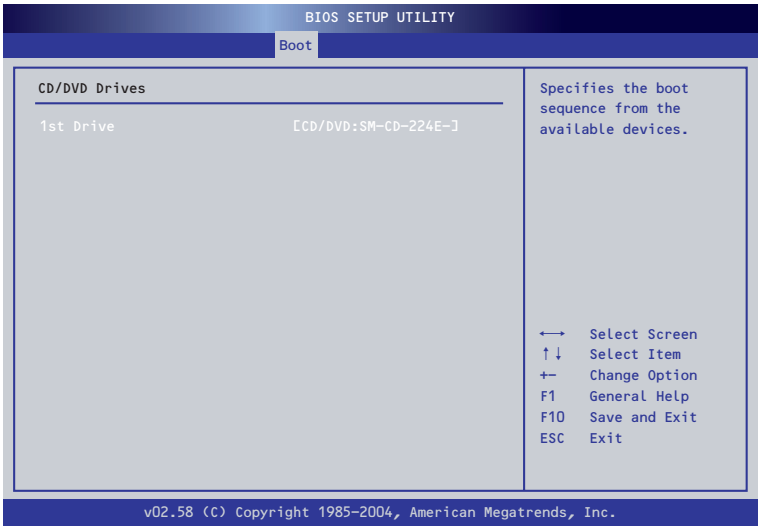 BIOS SETUP UTILITY
Boot
CD/DVD Drives
1st Drive [CD/DVD:SM-CD-224E-]
Specifies the boot
sequence from the
available devices.
←→ Select Screen
↑↓ Select Item
+- Change Option
F1 General Help
F10 Save and Exit
ESC Exit
v02.58 (C) Copyright 1985-2004, American Megatrends, Inc.